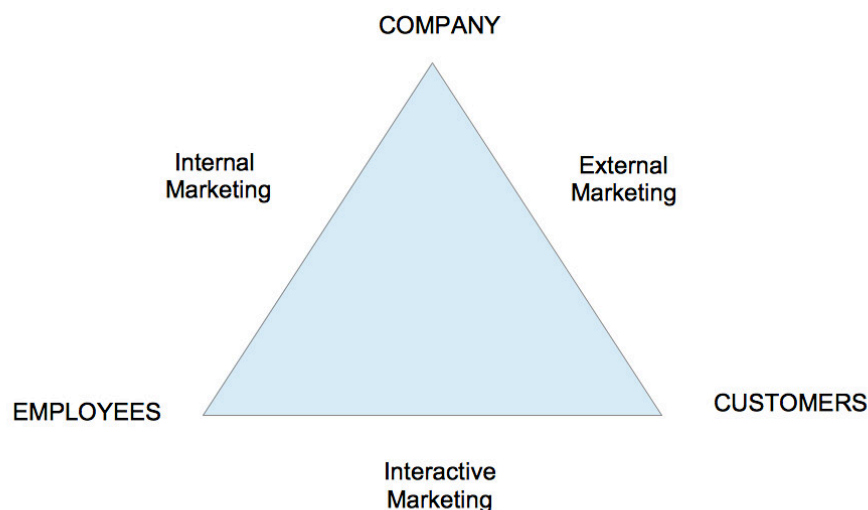 COMPANY
Internal
Marketing
External
Marketing
EMPLOYEES
CUSTOMERS
Interactive
Marketing